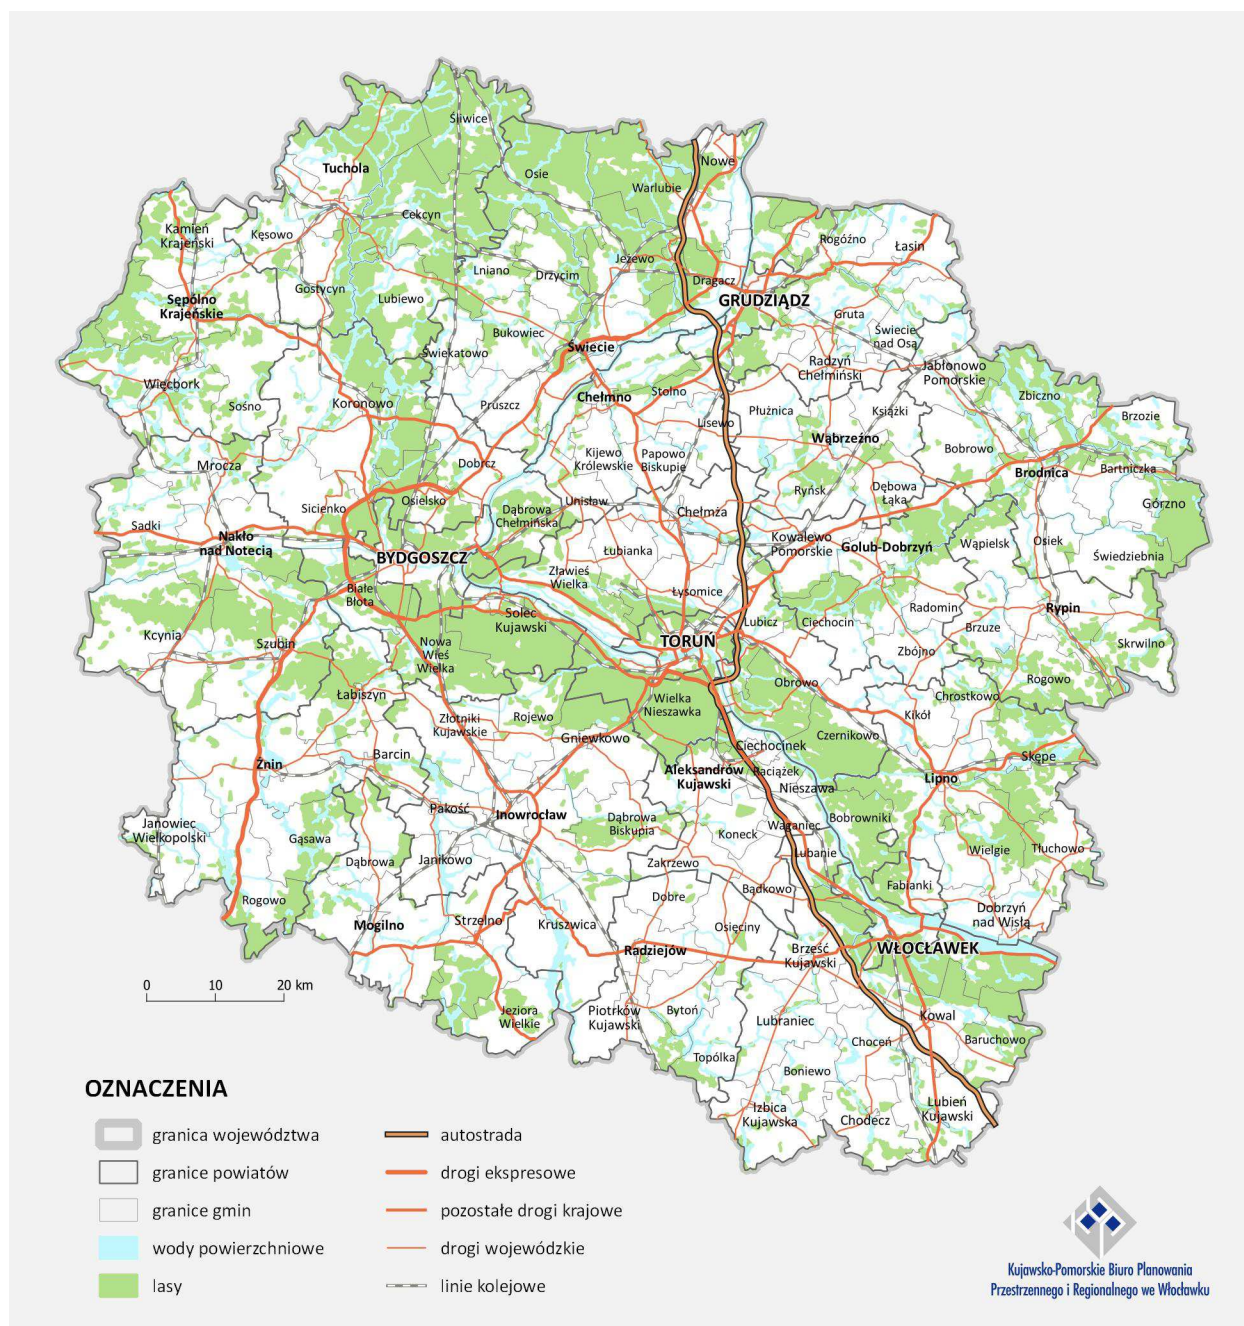 Śliwice
Tuchola
Osie
Nowe
Warlubie
Cekcyn
Kamień
Krajeński
Kęsowo
Rogóźno
Łasin
Jeżewo
Lniano
Drzycim
Dragacz
Gostycyn
Lubiewo
Sępólno
Krajeńskie
GRUDZIĄDZ
Gruta
Bukowiec
Świecie
nad Osą
Świecie
Świekatowo
Radzyń
Chełmiński
Jabłonowo
Pomorskie
Więcbork
Stolno
Chełmno
Zbiczno
Sośno
Koronowo
Pruszcz
Płużnica
Książki
Brzozie
Lisewo
Wąbrzeźno
Bobrowo
Kijewo
Królewskie
Papowo
Biskupie
Mrocza
Dobrcz
Brodnica
Bartniczka
Ryńsk
Dębowa
Łąka
Osielsko
Unisław
Sicienko
Dąbrowa
Chełmińska
Chełmża
Górzno
Sadki
Nakło
nad Notecią
Kowalewo
Pomorskie
Golub-Dobrzyń
Wąpielsk
Osiek
BYDGOSZCZ
Łubianka
Świedziebnia
Zławieś
Wielka
Białe
Błota
Łysomice
Solec
Kujawski
Lubicz
Ciechocin
Radomin
Rypin
Brzuze
Kcynia
Szubin
Nowa
Wieś
Wielka
TORUŃ
Zbójno
Skrwilno
Obrowo
Rogowo
Łabiszyn
Chrostkowo
Wielka
Nieszawka
Złotniki
Kujawskie
Rojewo
Kikół
Gniewkowo
Czernikowo
Ciechocinek
Barcin
Skępe
Żnin
Aleksandrów
Kujawski
Raciążek
Lipno
Nieszawa
Pakość
Inowrocław
Dąbrowa
Biskupia
Bobrowniki
Janowiec
Wielkopolski
Waganiec
Koneck
Gąsawa
Dąbrowa
Janikowo
Lubanie
Wielgie
Tłuchowo
Zakrzewo
Bądkowo
Fabianki
Rogowo
Dobre
Dobrzyń
nad Wisłą
Mogilno
Strzelno
Kruszwica
Osięciny
Radziejów
Brześć
Kujawski
WŁOCŁAWEK
0 10 20 km
Jeziora
Wielkie
Piotrków
Kujawski
Bytoń
Lubraniec
Kowal
Choceń
Baruchowo
Topólka
Boniewo
Izbica
Kujawska
Chodecz
Lubień
Kujawski
OZNACZENIA
granica województwa
granice powiatów
granice gmin
wody powierzchniowe
lasy
autostrada
drogi ekspresowe
pozostałe drogi krajowe
drogi wojewódzkie
linie kolejowe
Kujawsko-Pomorskie Biuro Planowania
Przestrzennego i Regionalnego we Włocławku